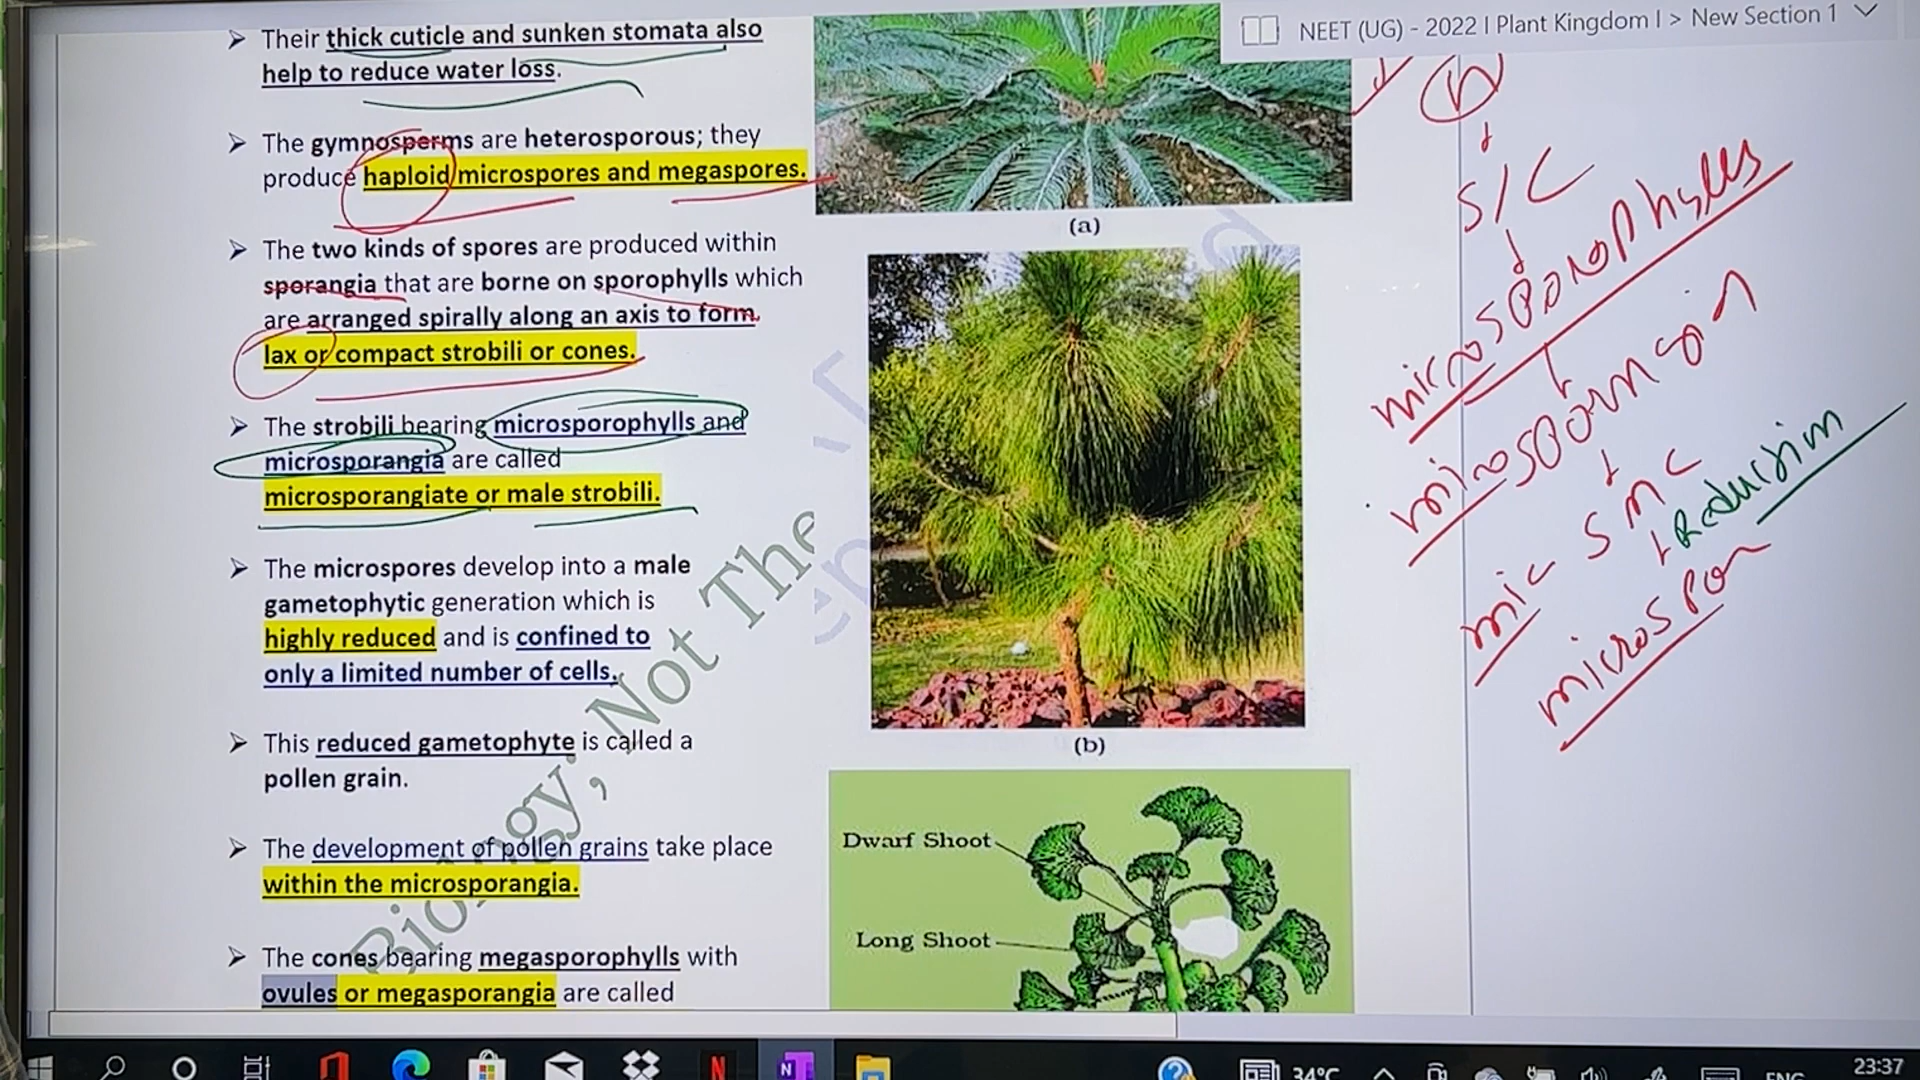 NEET (UG) - 2022 I Plant Kingdom I > New Section 1
➤ Their thick cuticle and sunken stomata also
help to reduce water loss.
➤ The gymnosperms are heterosporous; they
produce haploid microspores and megaspores.
➤ The two kinds of spores are produced within
sporangia that are borne on sporophylls which
are arranged spirally along an axis to form
lax or compact strobili or cones.
➤ The strobili bearing microsporophylls and
microsporangia are called
microsporangiate or male strobili.
➤ The microspores develop into a male
gametophytic generation which is
highly reduced and is confined to
only a limited number of cells.
➤ This reduced gametophyte is called a
pollen grain.
➤ The development of pollen grains take place
within the microsporangia.
➤ The cones bearing megasporophylls with
ovules or megasporangia are called
Biology; Not The
(a)
(b)
Dwarf Shoot
Long Shoot
S/C
microsporophylls
mic SMC
Reduction
34°C
ENG
23:37